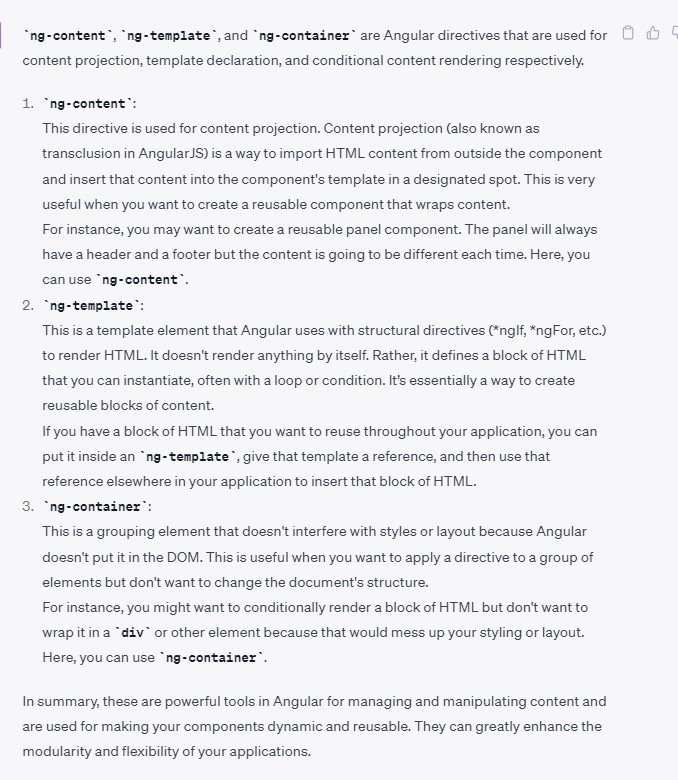 `ng-content`, `ng-template`, and `ng-container` are Angular directives that are used for
content projection, template declaration, and conditional content rendering respectively.
1. `ng-content`:
This directive is used for content projection. Content projection (also known as
transclusion in AngularJS) is a way to import HTML content from outside the component
and insert that content into the component's template in a designated spot. This is very
useful when you want to create a reusable component that wraps content.
For instance, you may want to create a reusable panel component. The panel will always
have a header and a footer but the content is going to be different each time. Here, you
can use `ng-content`.
2. `ng-template`:
This is a template element that Angular uses with structural directives (*ngIf, *ngFor, etc.)
to render HTML. It doesn't render anything by itself. Rather, it defines a block of HTML
that you can instantiate, often with a loop or condition. It’s essentially a way to create
reusable blocks of content.
If you have a block of HTML that you want to reuse throughout your application, you can
put it inside an `ng-template`, give that template a reference, and then use that
reference elsewhere in your application to insert that block of HTML.
3. `ng-container`:
This is a grouping element that doesn't interfere with styles or layout because Angular
doesn't put it in the DOM. This is useful when you want to apply a directive to a group of
elements but don't want to change the document's structure.
For instance, you might want to conditionally render a block of HTML but don't want to
wrap it in a `div` or other element because that would mess up your styling or layout.
Here, you can use `ng-container`.
In summary, these are powerful tools in Angular for managing and manipulating content and
are used for making your components dynamic and reusable. They can greatly enhance the
modularity and flexibility of your applications.